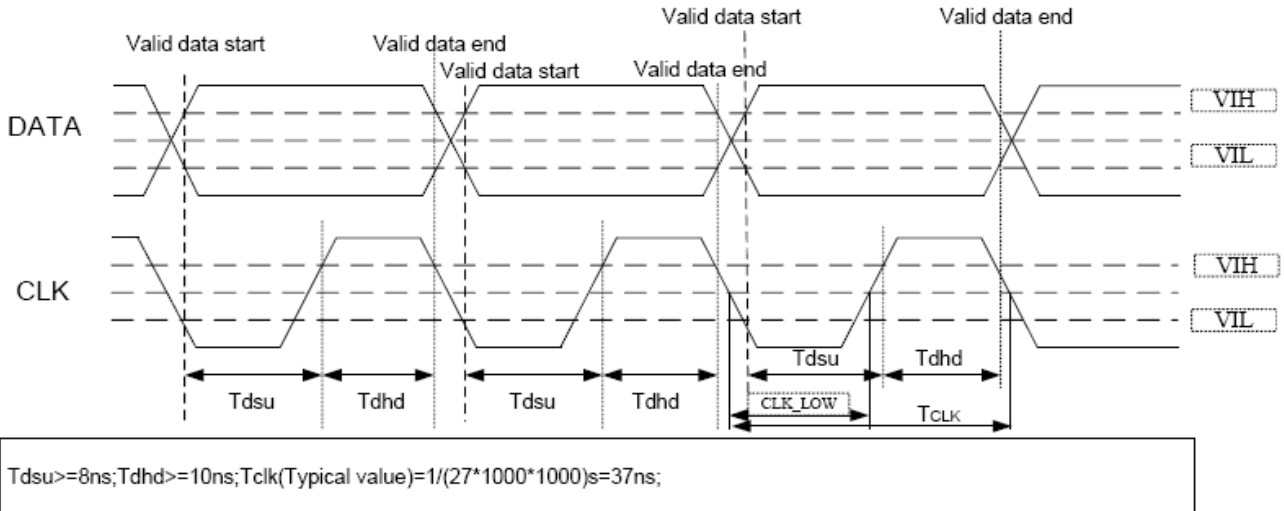 Valid data start
Valid data end
Valid data start
Valid data end
Valid data start
Valid data end
DATA
VIH
VIL
CLK
VIH
VIL
Tdsu
Tdhd
Tdsu
Tdhd
Tdsu
Tdhd
CLK_LOW
TCLK
Tdsu>=8ns;Tdhd>=10ns;Tclk(Typical value)=1/(27*1000*1000)s=37ns;